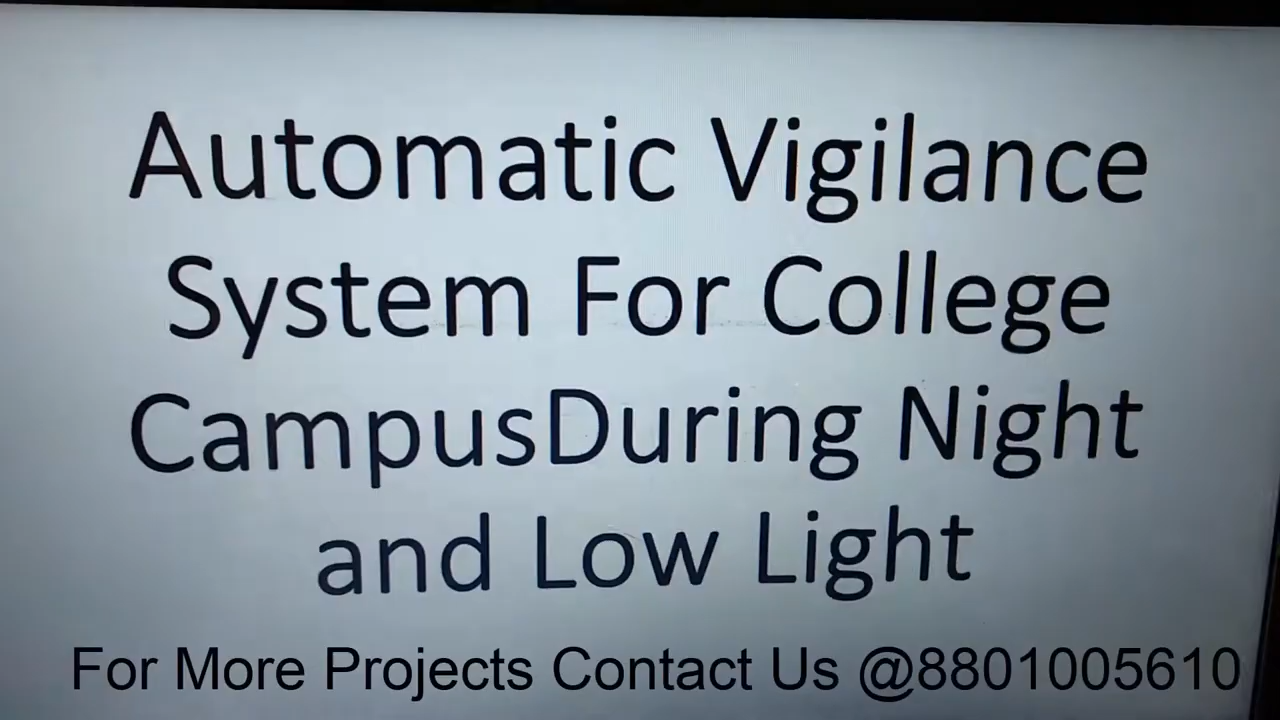 Automatic Vigilance
System For College
CampusDuring Night
and Low Light
For More Projects Contact Us @8801005610